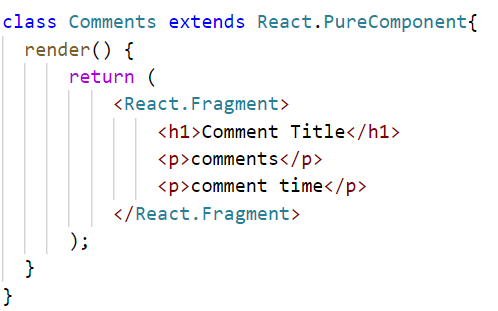 class Comments extends React.PureComponent{
render() {
return (
<React.Fragment>
<h1>Comment Title</h1>
<p>comments</p>
<p>comment time</p>
</React.Fragment>
);
}
}